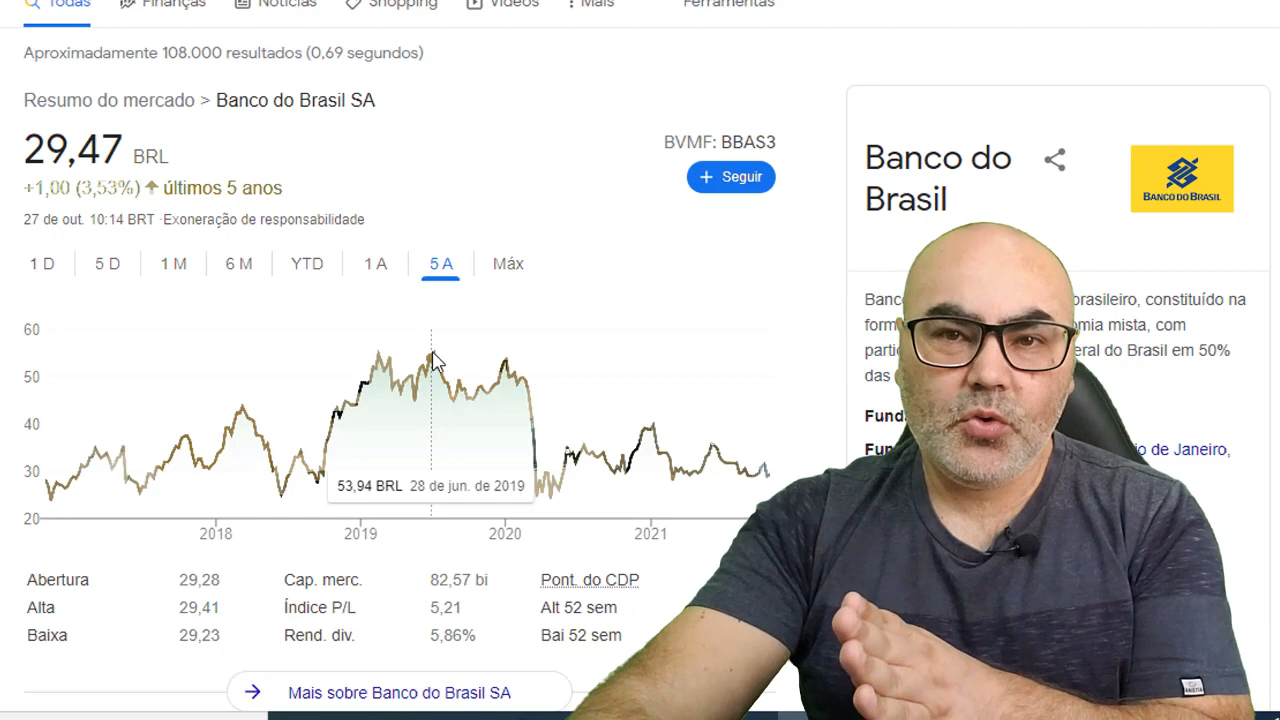 Todas
Finanças
Notícias
Shopping
Vídeos
Mais
Ferramentas
Aproximadamente 108.000 resultados (0,69 segundos)
Resumo do mercado > Banco do Brasil SA
29,47 BRL
+1,00 (3,53%) últimos 5 anos
27 de out. 10:14 BRT ·Exoneração de responsabilidade
BVMF: BBAS3
+ Seguir
1 D
5 D
1 M
6 M
YTD
1 A
5 A
Máx
60
50
40
30
20
53,94 BRL 28 de jun. de 2019
2018
2019
2020
2021
Abertura 29,28
Alta 29,41
Baixa 29,23
Cap. merc. 82,57 bi
Índice P/L 5,21
Rend. div. 5,86%
Pont. do CDP
Alt 52 sem
Bai 52 sem
Mais sobre Banco do Brasil SA
Banco do
Brasil
BANCO DO BRASIL
Banc rasileiro, constituído na
form mia mista, com
parti eral do Brasil em 50%
das
Fund
Fun io de Janeiro,